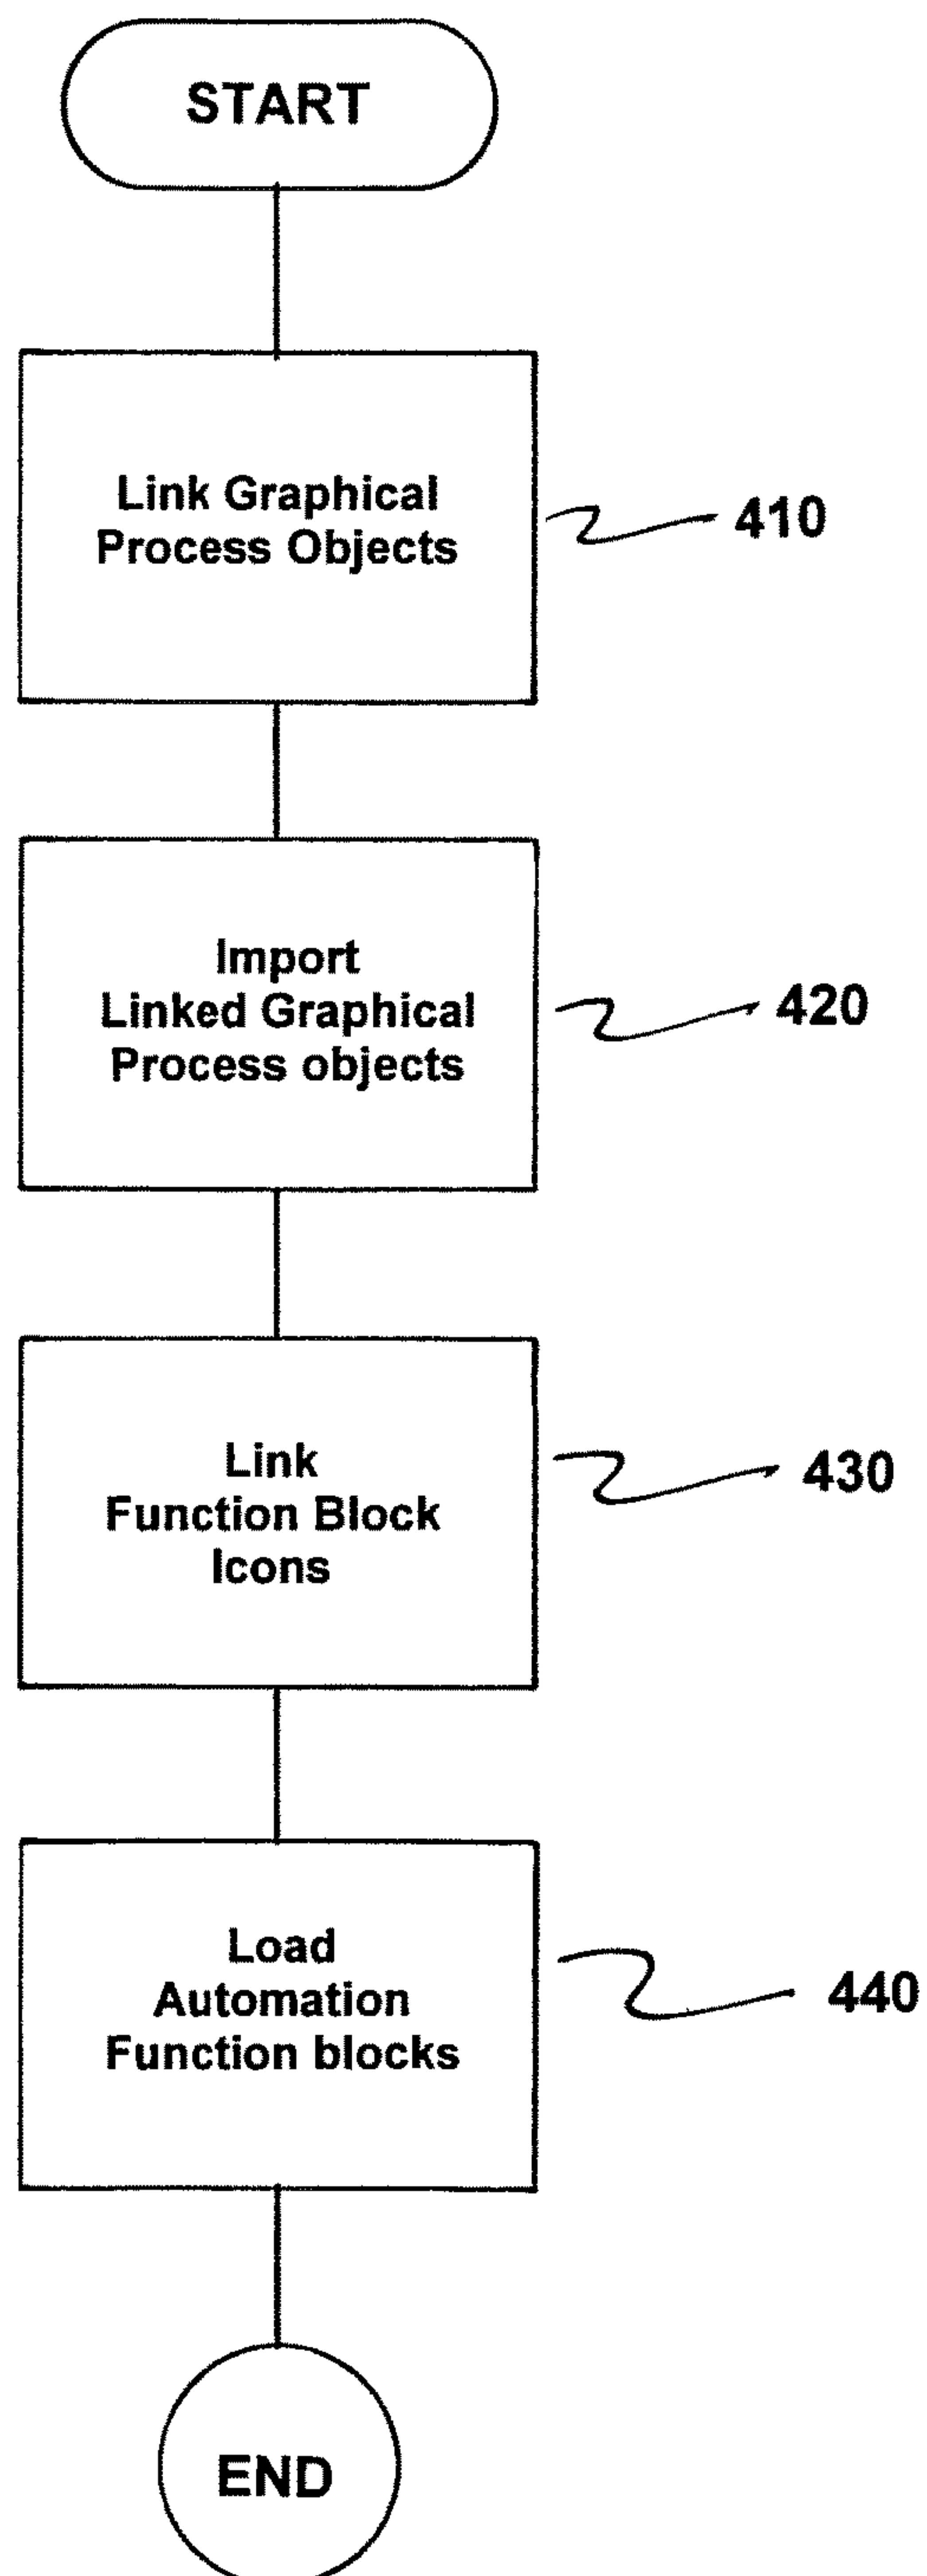 START
Link Graphical
Process Objects
410
Import
Linked Graphical
Process objects
420
Link
Function Block
Icons
430
Load
Automation
Function blocks
440
END